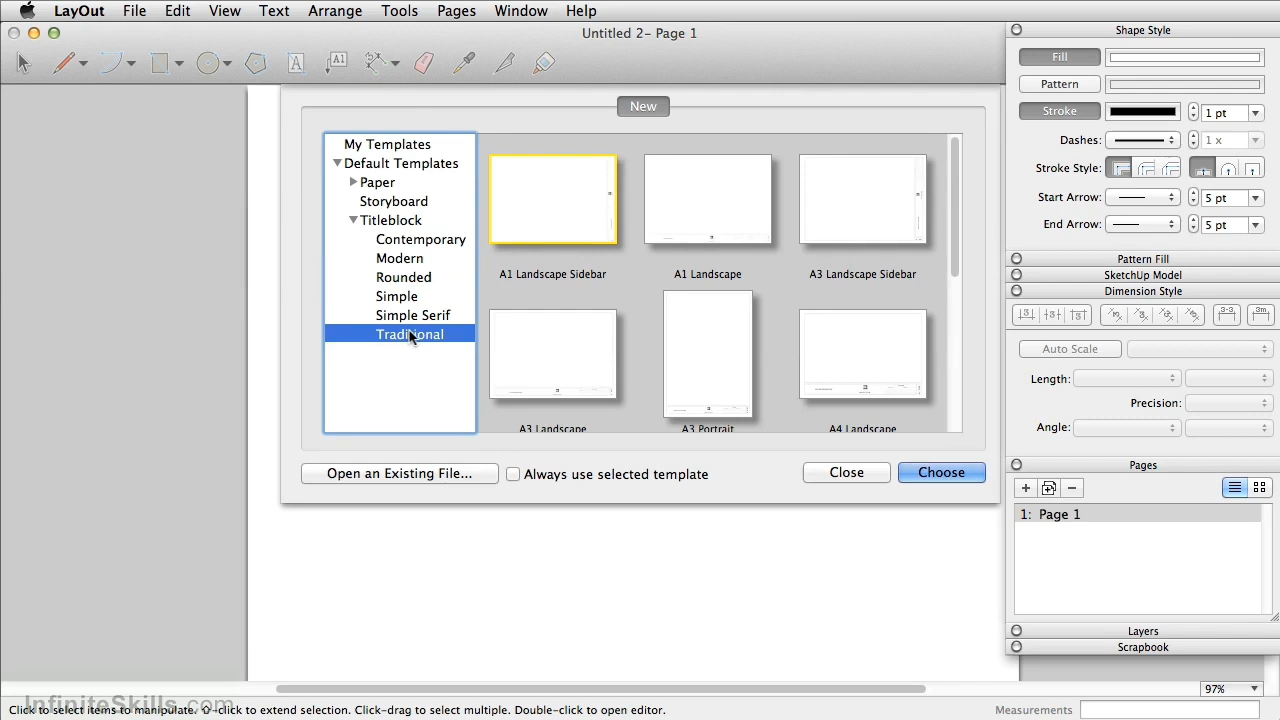 LayOut File Edit View Text Arrange Tools Pages Window Help
Untitled 2- Page 1
New
My Templates
Default Templates
Paper
Storyboard
Titleblock
Contemporary
Modern
Rounded
Simple
Simple Serif
Traditional
A1 Landscape Sidebar
A1 Landscape
A3 Landscape Sidebar
A3 Landscape
A3 Portrait
A4 Landscape
Open an Existing File...
Always use selected template
Close
Choose
Shape Style
Fill
Pattern
Stroke
1 pt
Dashes:
1 x
Stroke Style:
Start Arrow:
5 pt
End Arrow:
5 pt
Pattern Fill
SketchUp Model
Dimension Style
Auto Scale
Length:
Precision:
Angle:
Pages
1: Page 1
Layers
Scrapbook
97%
InfiniteSkills.com
Click to select items to manipulate. ⇧-click to extend selection. Click-drag to select multiple. Double-click to open editor.
Measurements